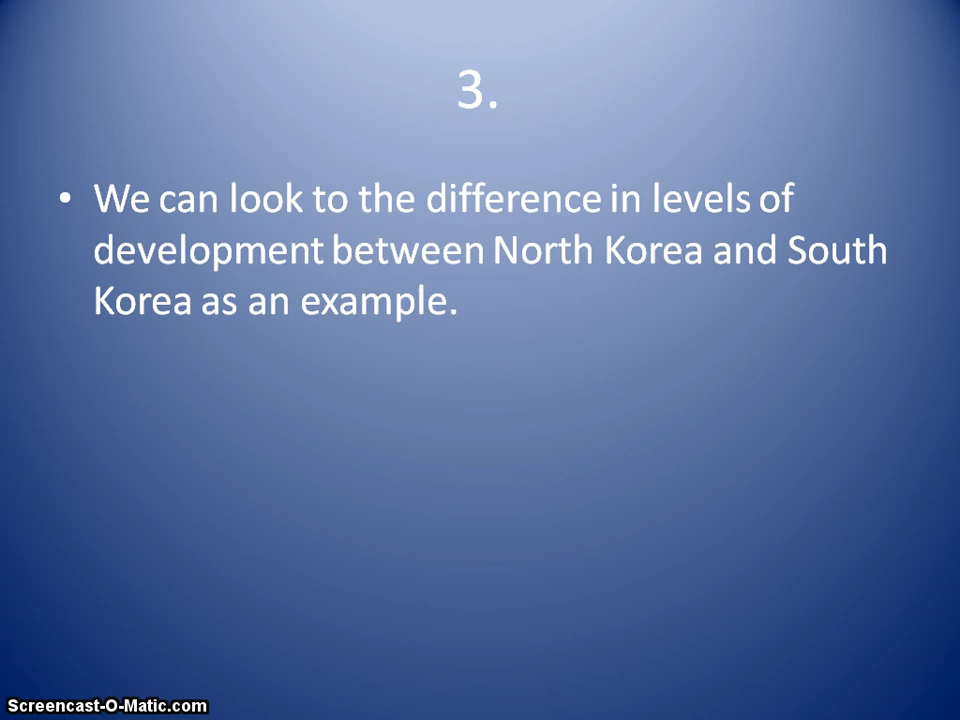 3.
• We can look to the difference in levels of
development between North Korea and South
Korea as an example.
Screencast-O-Matic.com